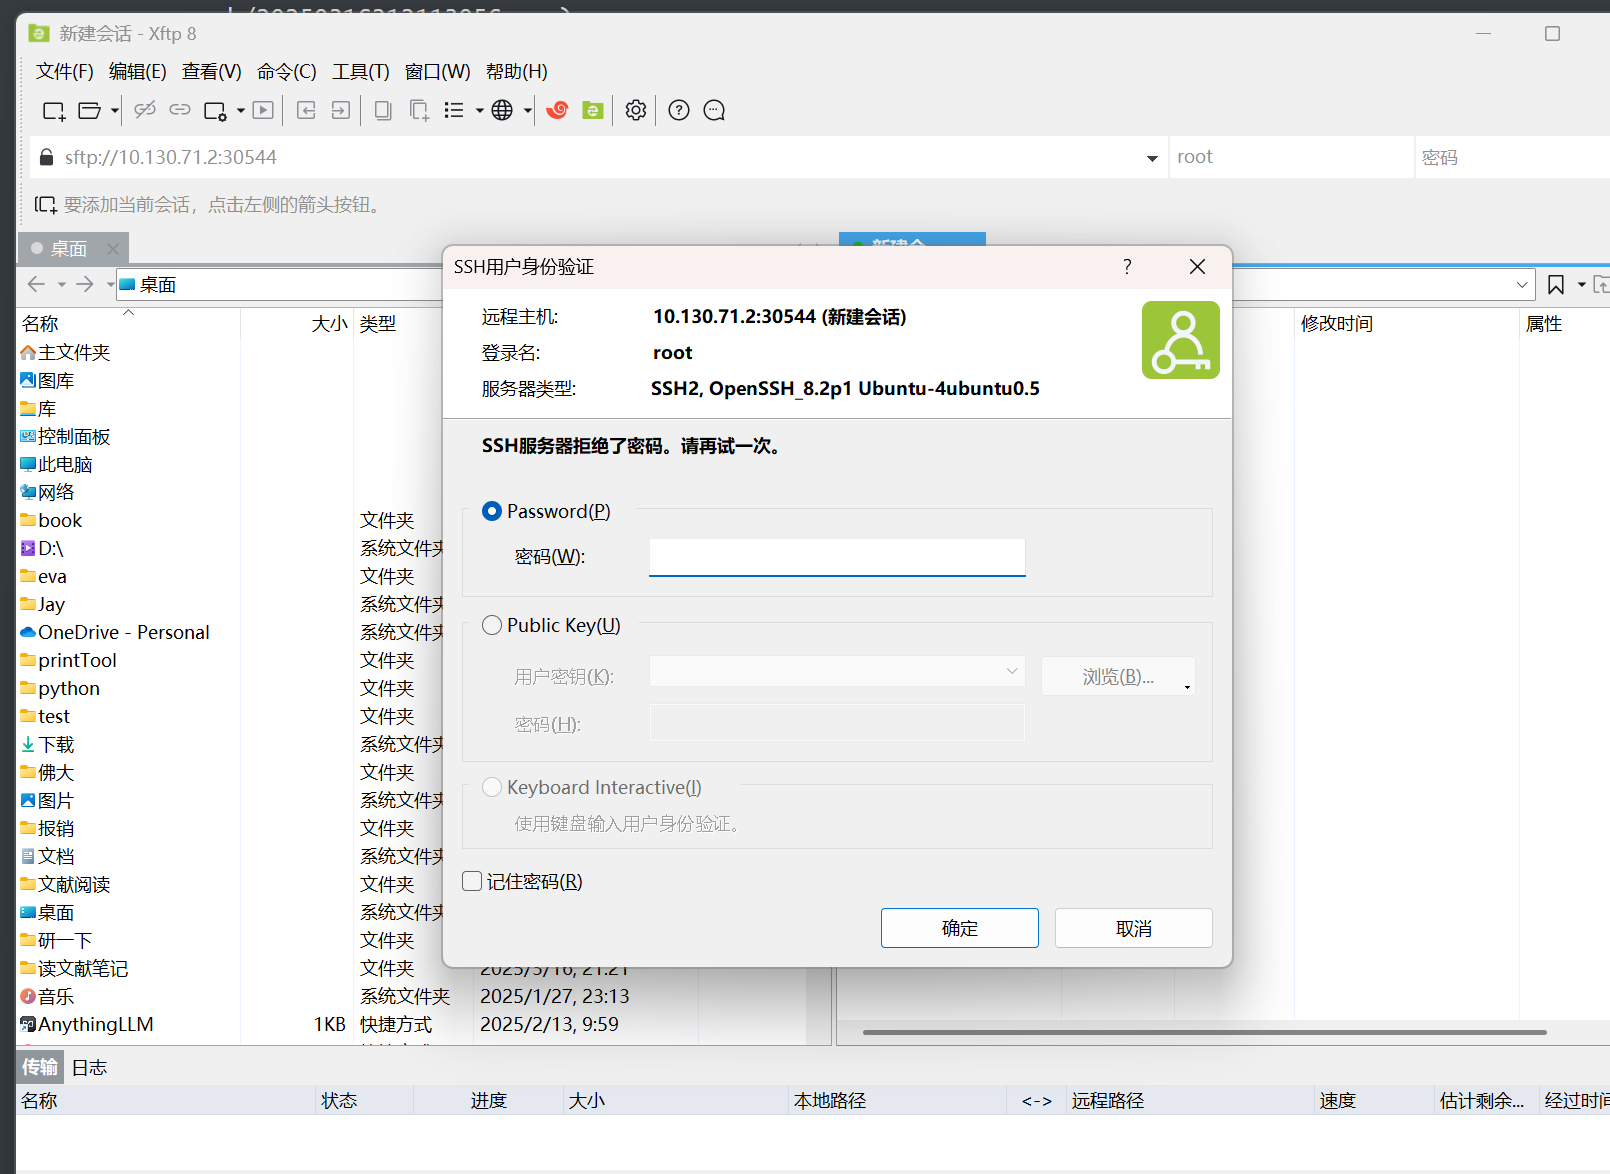 新建会话 - Xftp 8
文件(F) 编辑(E) 查看(V) 命令(C) 工具(T) 窗口(W) 帮助(H)
sftp://10.130.71.2:30544
root
密码
要添加当前会话，点击左侧的箭头按钮。
桌面
桌面
名称
大小
类型
修改时间
属性
主文件夹
图库
库
控制面板
此电脑
网络
book 文件夹
D:\ 系统文件夹
eva 文件夹
Jay 系统文件夹
OneDrive - Personal 系统文件夹
printTool 文件夹
python 文件夹
test 文件夹
下载 系统文件夹
佛大 文件夹
图片 系统文件夹
报销 文件夹
文档 系统文件夹
文献阅读 文件夹
桌面 系统文件夹
研一下 文件夹
读文献笔记 文件夹 2025/3/16, 21:21
音乐 系统文件夹 2025/1/27, 23:13
AnythingLLM 1KB 快捷方式 2025/2/13, 9:59
SSH用户身份验证
?
远程主机: 10.130.71.2:30544 (新建会话)
登录名: root
服务器类型: SSH2, OpenSSH_8.2p1 Ubuntu-4ubuntu0.5
SSH服务器拒绝了密码。请再试一次。
Password(P)
密码(W):
Public Key(U)
用户密钥(K):
浏览(B)...
密码(H):
Keyboard Interactive(I)
使用键盘输入用户身份验证。
记住密码(R)
确定
取消
传输 日志
名称 状态 进度 大小 本地路径 <-> 远程路径 速度 估计剩余... 经过时间